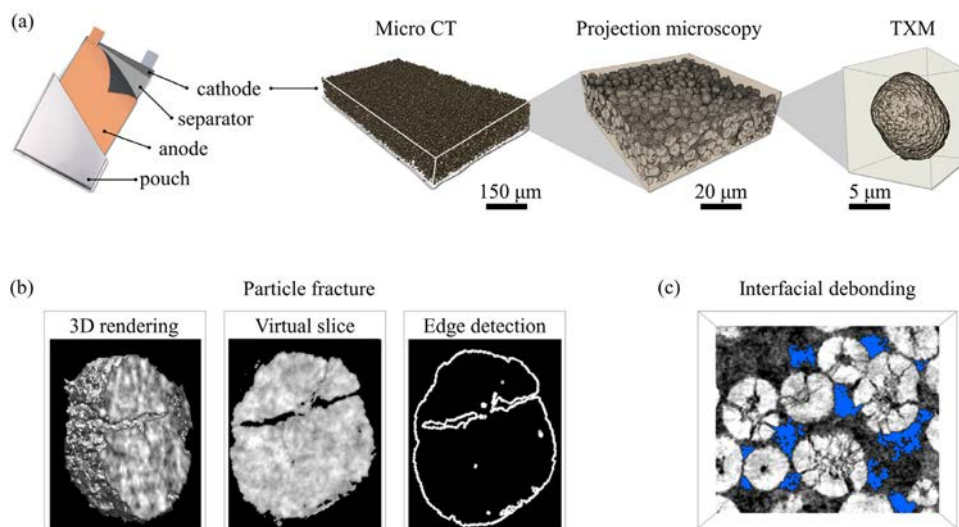 (a)
Micro CT
Projection microscopy
TXM
cathode
separator
anode
pouch
150 μm
20 μm
5 μm
(b)
Particle fracture
(c)
Interfacial debonding
3D rendering
Virtual slice
Edge detection